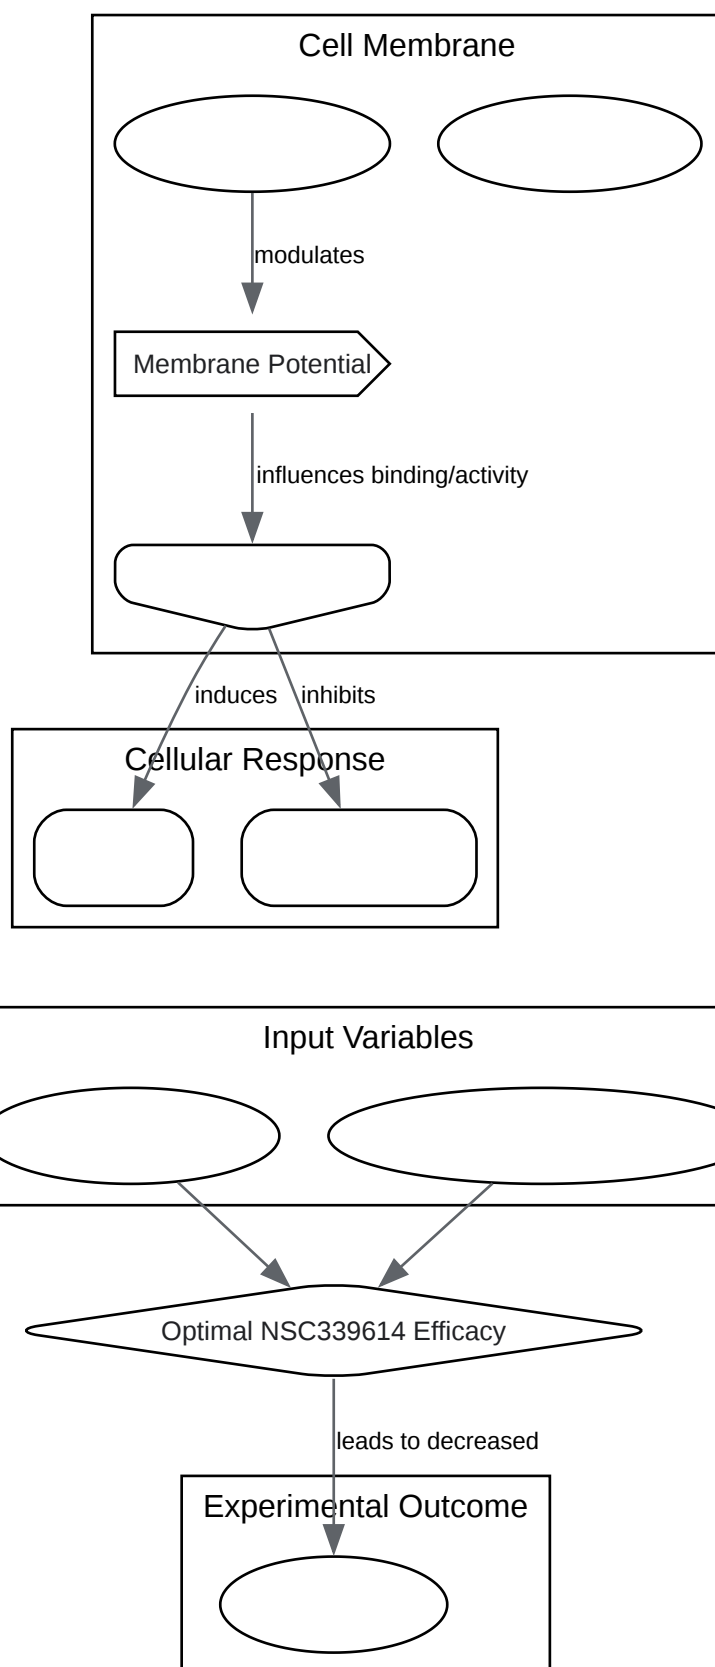 Cell Membrane
modulates
Membrane Potential
influences binding/activity
induces
inhibits
Cellular Response
Input Variables
Optimal NSC339614 Efficacy
leads to decreased
Experimental Outcome